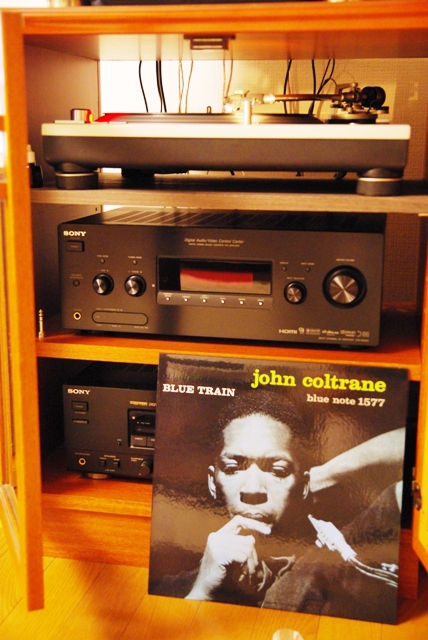 SONY
Digital Audio/Video Control Center
HDMI
SONY
BLUE TRAIN
john coltrane
blue note 1577